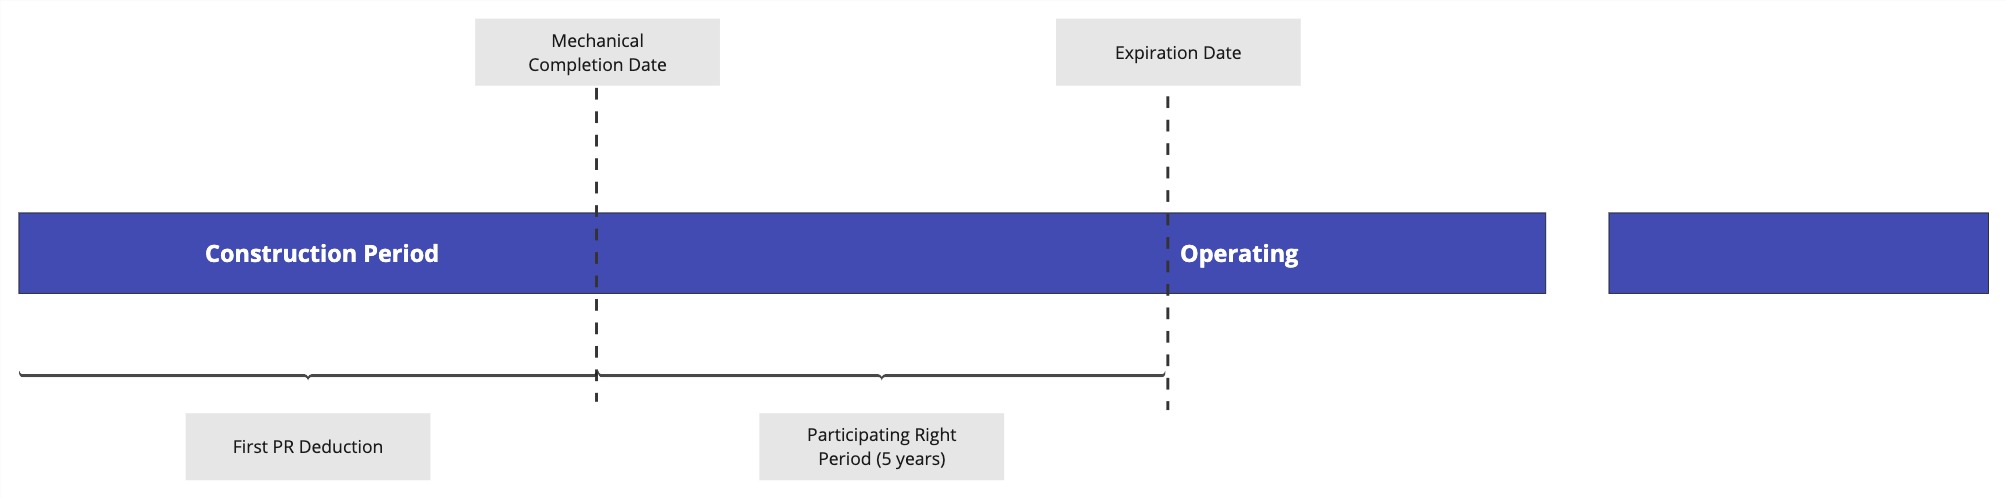 Mechanical
Completion Date
Expiration Date
Construction Period
Operating
First PR Deduction
Participating Right
Period (5 years)